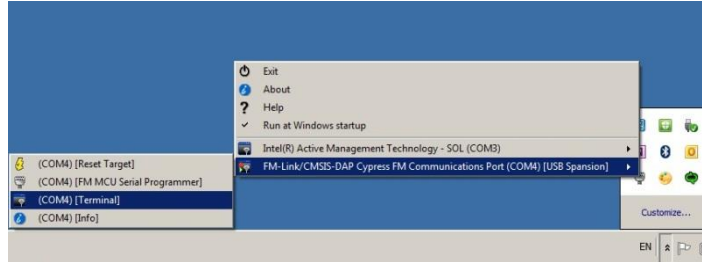 Exit
About
Help
Run at Windows startup
Intel(R) Active Management Technology - SOL (COM3)
FM-Link/CMSIS-DAP Cypress FM Communications Port (COM4) [USB Spansion]
(COM4) [Reset Target]
(COM4) [FM MCU Serial Programmer]
(COM4) [Terminal]
(COM4) [Info]
Customize...
EN